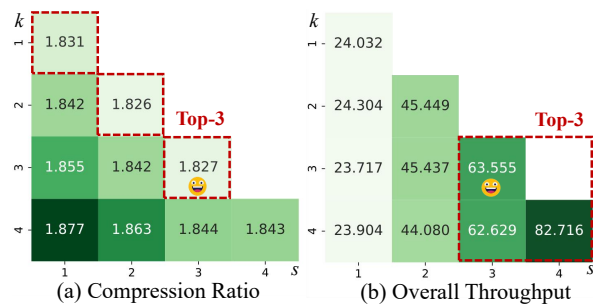 k
1
1.831
2
1.842 1.826
Top-3
3
1.855 1.842 1.827
4
1.877 1.863 1.844 1.843
1 2 3 4 s
(a) Compression Ratio
k
1
24.032
2
24.304 45.449
Top-3
3
23.717 45.437 63.555
4
23.904 44.080 62.629 82.716
1 2 3 4 s
(b) Overall Throughput